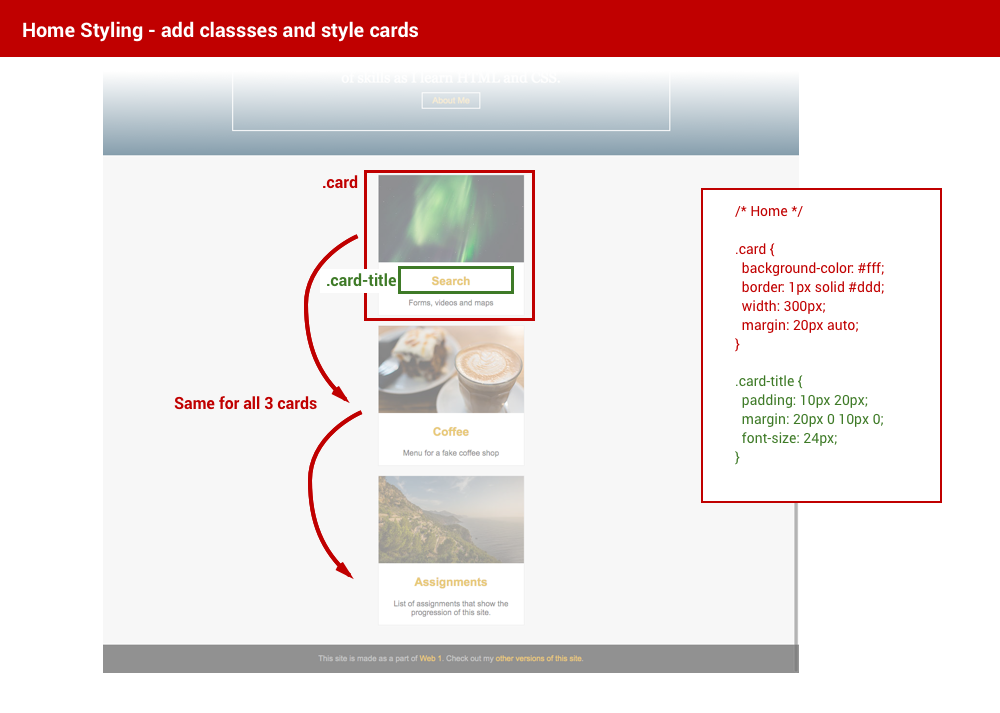 Home Styling - add classses and style cards
of skills as I learn HTML and CSS.
About Me
.card
.card-title
Search
Forms, videos and maps
Same for all 3 cards
Coffee
Menu for a fake coffee shop
Assignments
List of assignments that show the
progression of this site.
This site is made as a part of Web 1. Check out my other versions of this site.
/* Home */
.card {
background-color: #fff;
border: 1px solid #ddd;
width: 300px;
margin: 20px auto;
}
.card-title {
padding: 10px 20px;
margin: 20px 0 10px 0;
font-size: 24px;
}